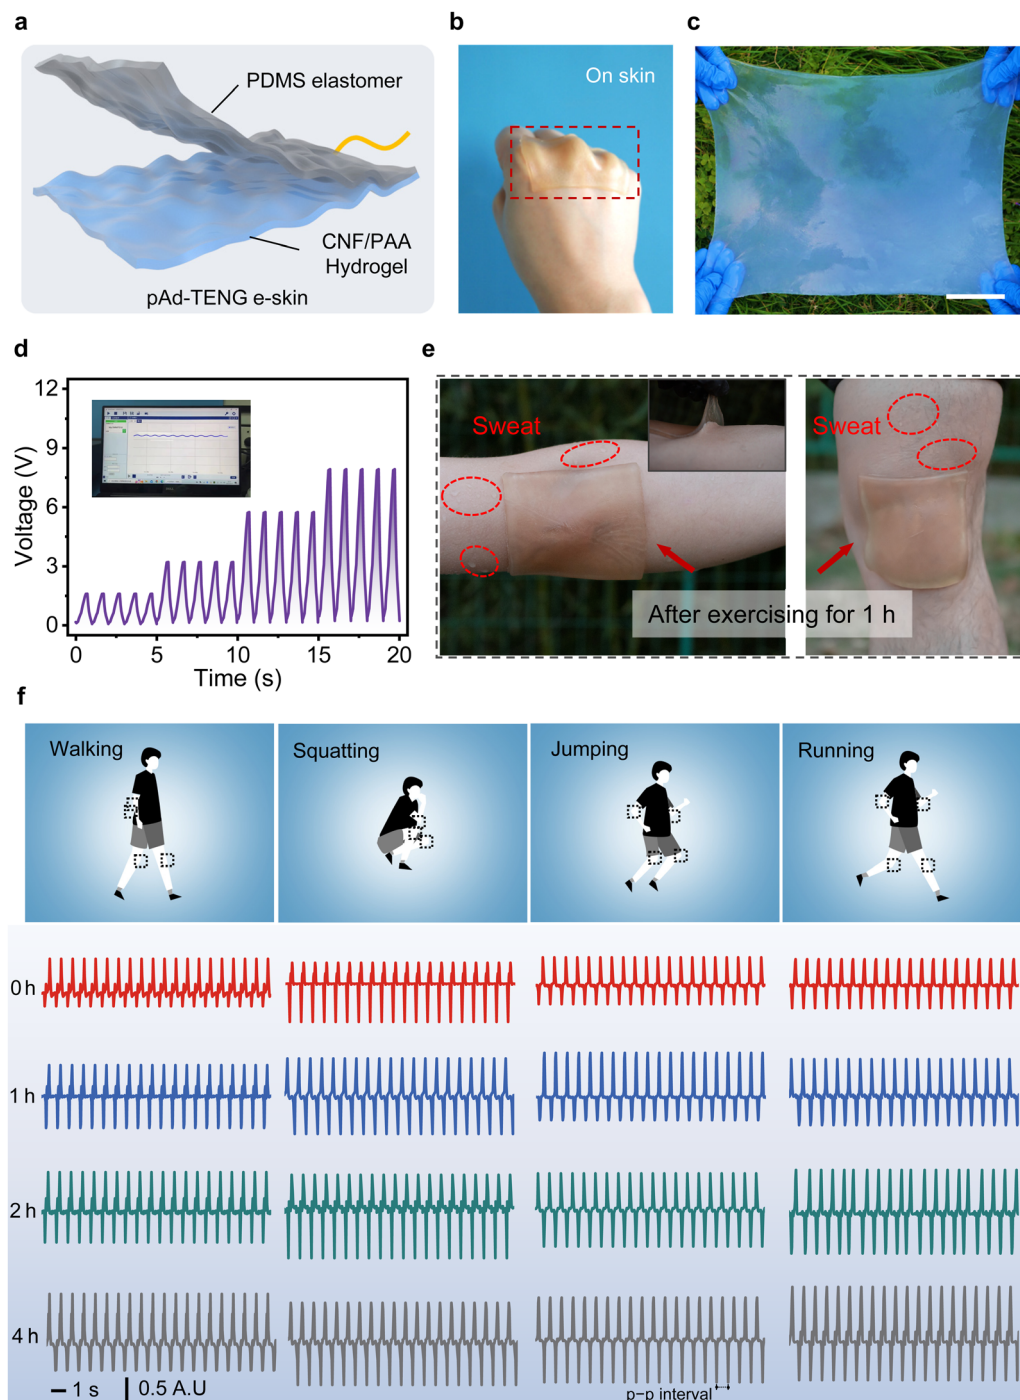 a
PDMS elastomer
CNF/PAA
Hydrogel
pAd-TENG e-skin
b
On skin
c
d
12
9
6
3
0
Voltage (V)
0
5
10
15
20
Time (s)
e
Sweat
Sweat
After exercising for 1 h
f
Walking
Squatting
Jumping
Running
0 h
1 h
2 h
4 h
1 s
0.5 A.U
p-p interval